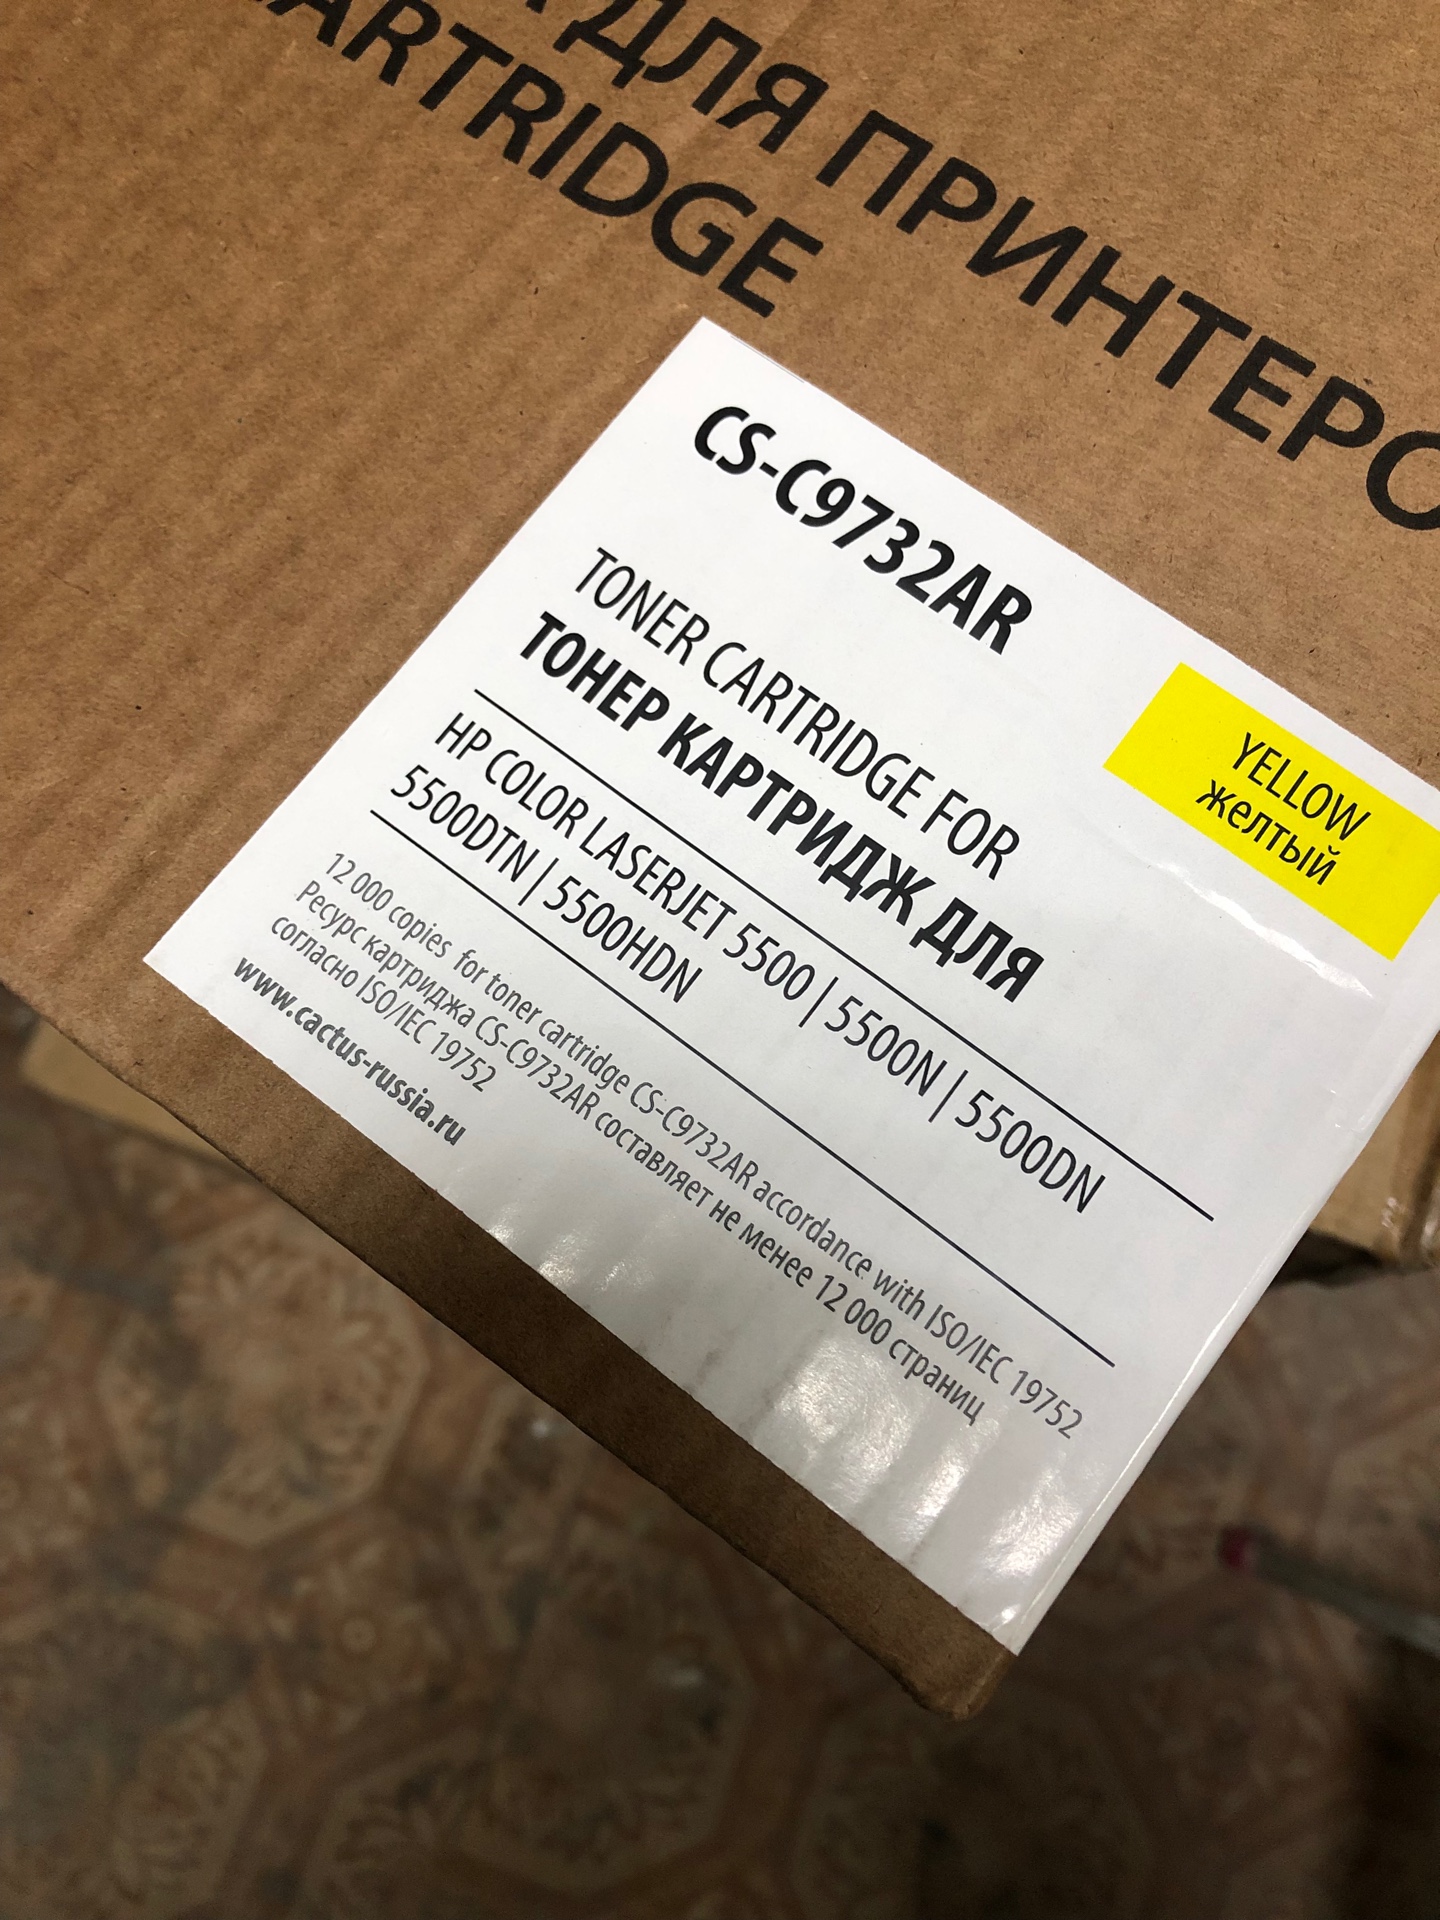 ДЛЯ ПРИНТЕРО
ARTRIDGE
CS-C9732AR
TONER CARTRIDGE FOR
ТОНЕР КАРТРИДЖ ДЛЯ
YELLOW
желтый
HP COLOR LASERJET 5500 | 5500N | 5500DN
5500DTN | 5500HDN
12 000 copies for toner cartridge CS-C9732AR accordance with ISO/IEC 19752
Ресурс картриджа CS-C9732AR составляет не менее 12 000 страниц
согласно ISO/IEC 19752
www.cactus-russia.ru